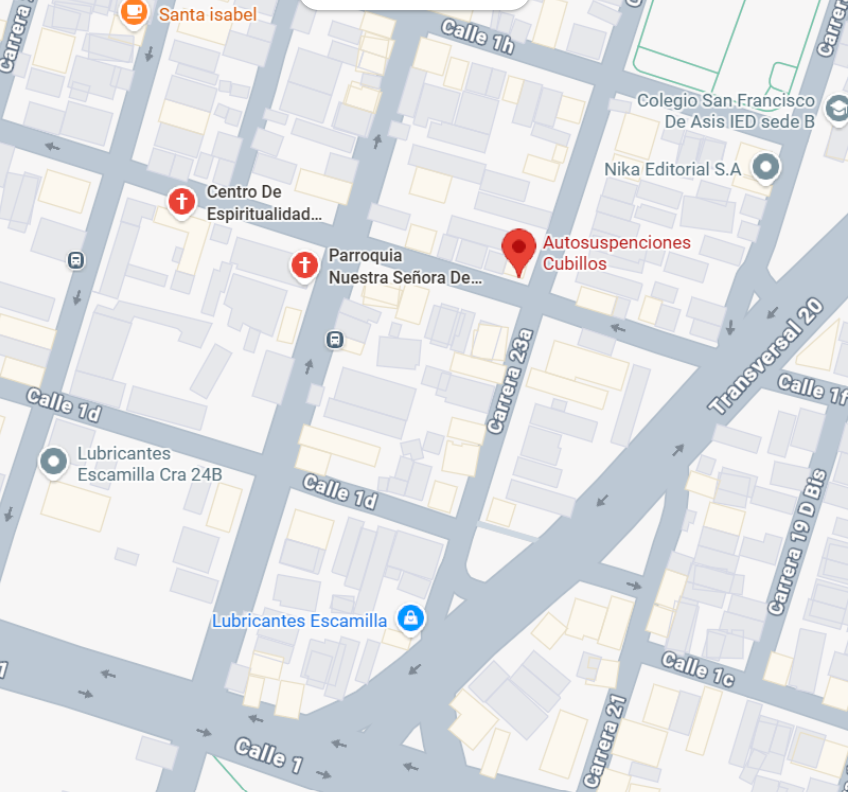 Santa isabel
Carrera
Calle 1h
Carrer
Colegio San Francisco
De Asis IED sede B
Nika Editorial S.A
Centro De
Espiritualidad...
Autosuspenciones
Cubillos
Parroquia
Nuestra Señora De...
Transversal 20
Carrera 23a
Calle 1f
Calle 1d
Lubricantes
Escamilla Cra 24B
Calle 1d
Carrera 19 D Bis
Lubricantes Escamilla
Calle 1c
1
Carrera 21
Calle 1